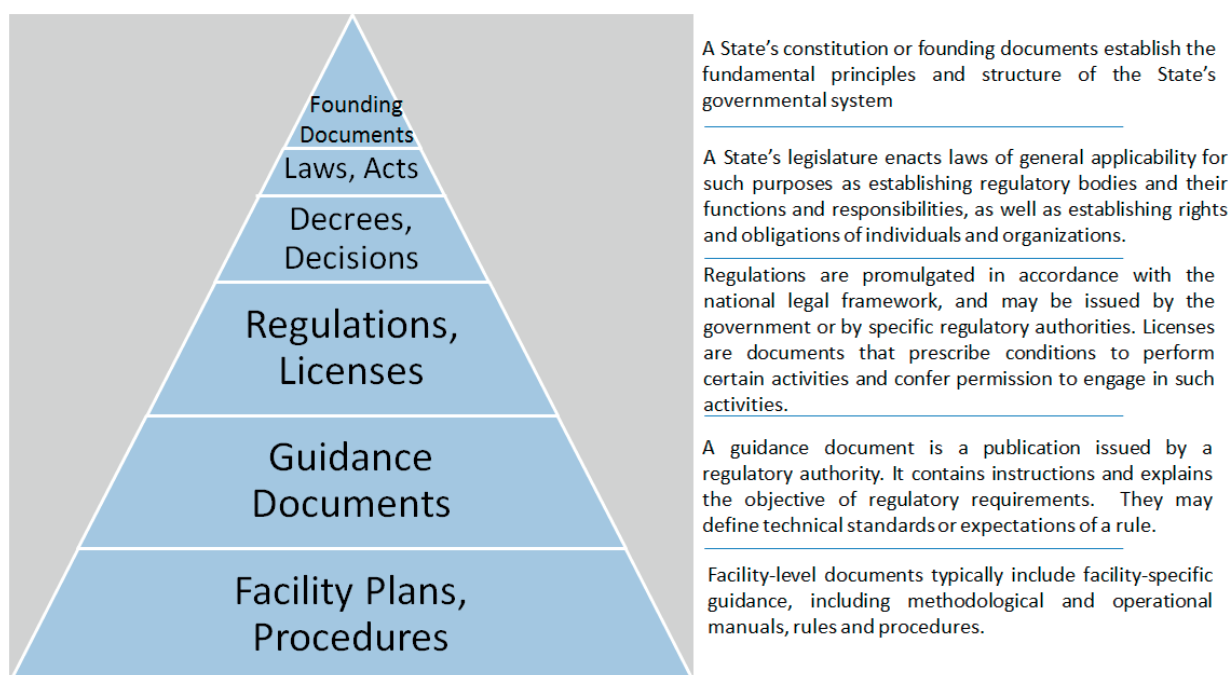 Founding
Documents
Laws, Acts
Decrees,
Decisions
Regulations,
Licenses
Guidance
Documents
Facility Plans,
Procedures
A State's constitution or founding documents establish the
fundamental principles and structure of the State's
governmental system
A State's legislature enacts laws of general applicability for
such purposes as establishing regulatory bodies and their
functions and responsibilities, as well as establishing rights
and obligations of individuals and organizations.
Regulations are promulgated in accordance with the
national legal framework, and may be issued by the
government or by specific regulatory authorities. Licenses
are documents that prescribe conditions to perform
certain activities and confer permission to engage in such
activities.
A guidance document is a publication issued by a
regulatory authority. It contains instructions and explains
the objective of regulatory requirements. They may
define technical standards or expectations of a rule.
Facility-level documents typically include facility-specific
guidance, including methodological and operational
manuals, rules and procedures.